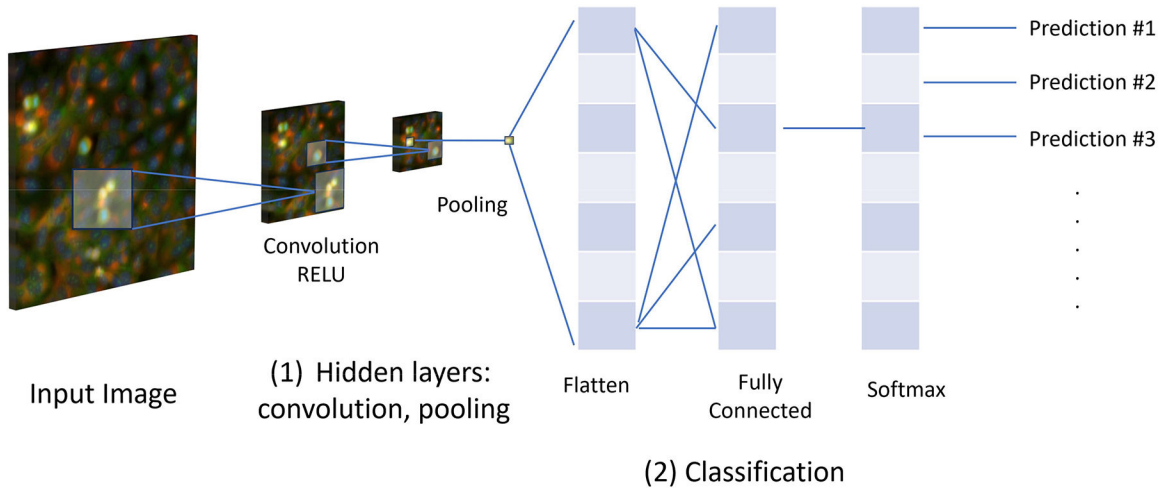 Prediction #1
Prediction #2
Prediction #3
Pooling
Convolution
RELU
Input Image
(1) Hidden layers:
convolution, pooling
Flatten
Fully
Connected
Softmax
(2) Classification